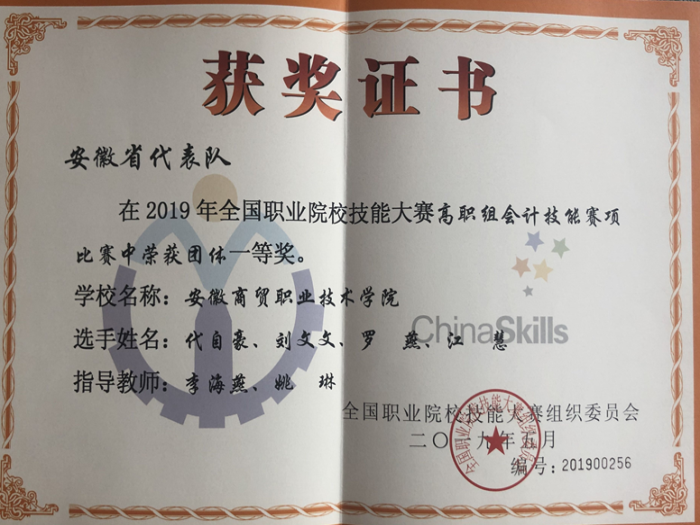 获奖证书
安徽省代表队
在2019年全国职业院校技能大赛高职组会计技能赛项
比赛中荣获团体一等奖。
学校名称：安徽商贸职业技术学院
ChinaSkills
选手姓名：代自豪、刘文文、罗 燕、江 慧
指导教师：李海燕、姚 琳
全国职业院校技能大赛组织委员会
二〇一九年五月
编号：201900256